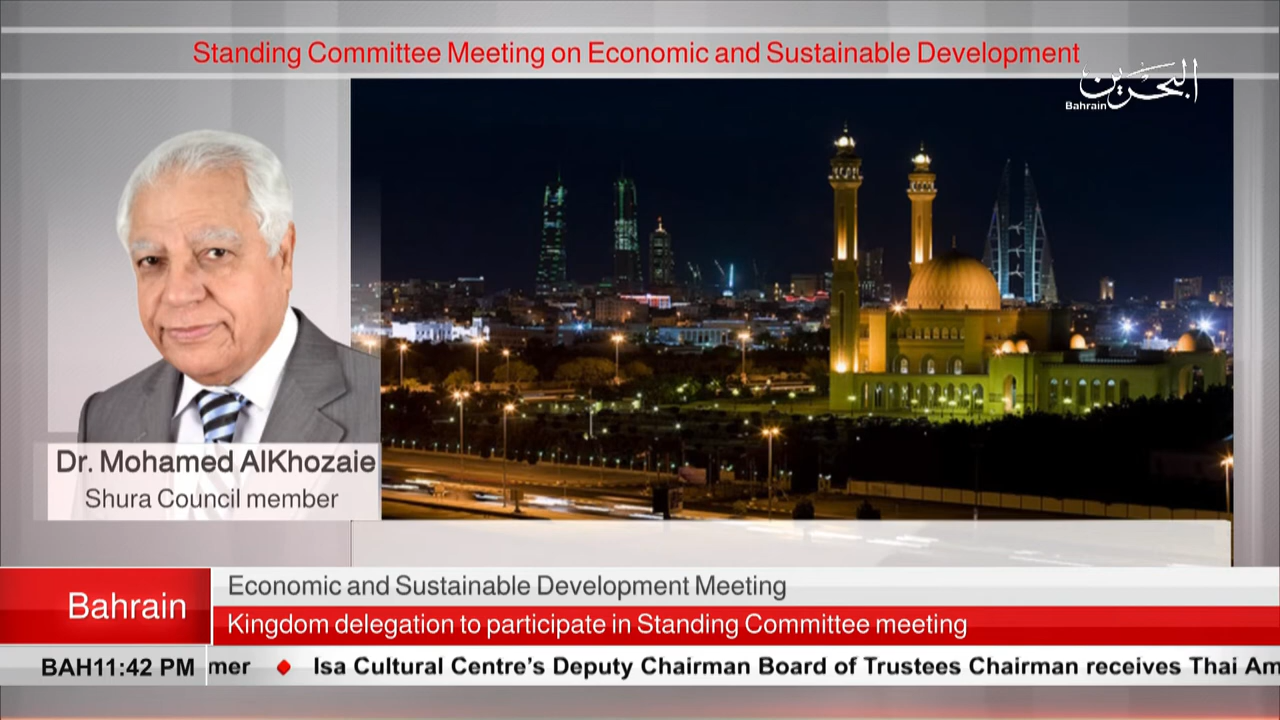 Standing Committee Meeting on Economic and Sustainable Development
البحرين
Bahrain
Dr. Mohamed AlKhozaie
Shura Council member
Bahrain
Economic and Sustainable Development Meeting
Kingdom delegation to participate in Standing Committee meeting
BAH11:42 PM mer ◆ Isa Cultural Centre's Deputy Chairman Board of Trustees Chairman receives Thai Am